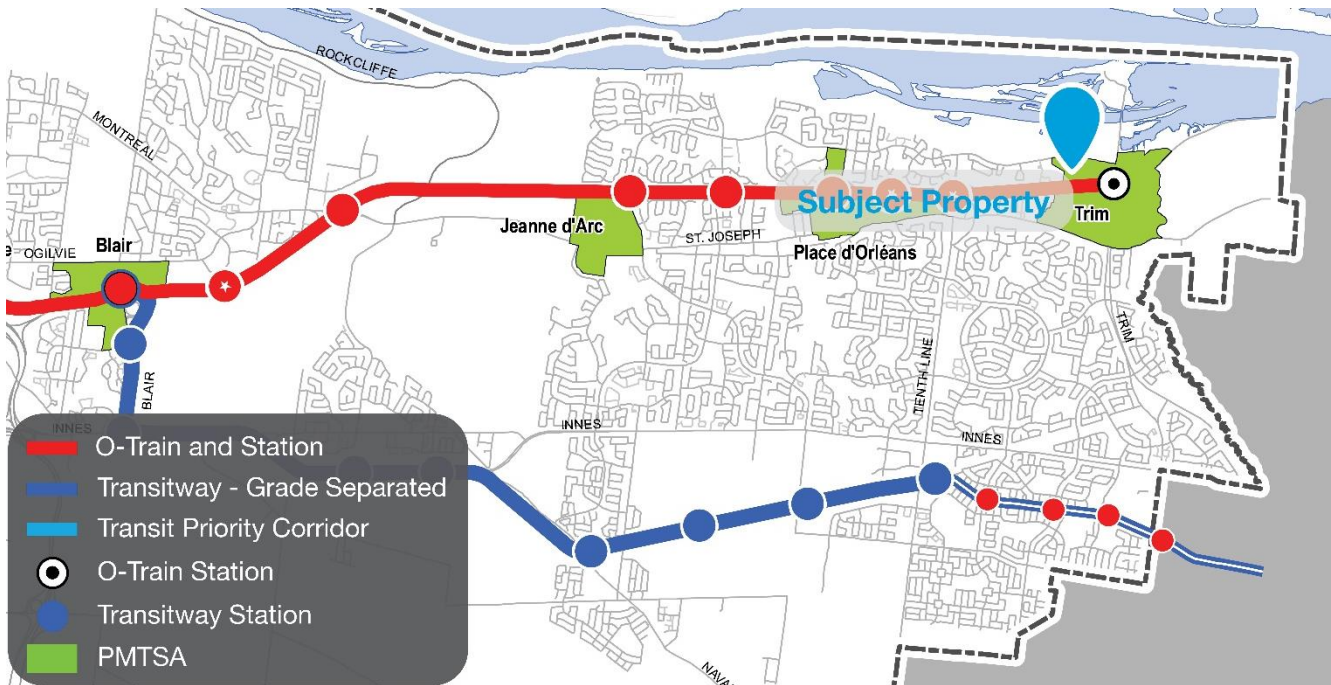 ROCKCLIFFE
MONTREAL
Subject Property
Jeanne d'Arc
Trim
ST. JOSEPH
Blair
e
OGILVIE
Place d'Orléans
TRIM
TENTH LINE
BLAIR
INNES
INNES
INNES
O-Train and Station
Transitway - Grade Separated
Transit Priority Corridor
O-Train Station
Transitway Station
PMTSA
NAVA